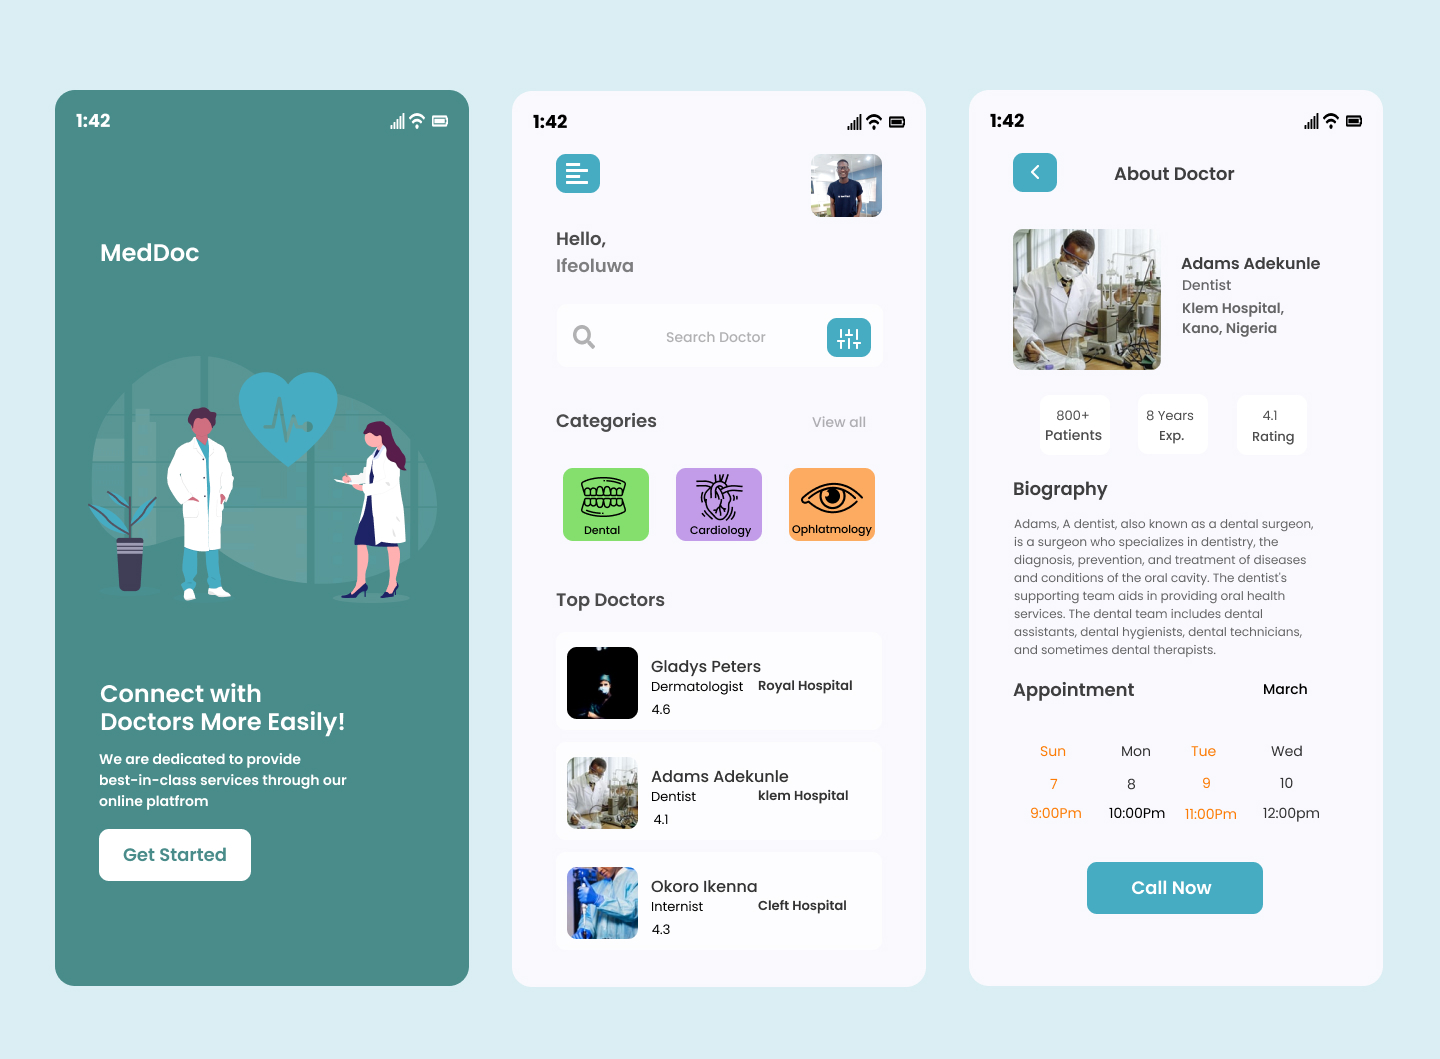 1:42
MedDoc
Connect with
Doctors More Easily!
We are dedicated to provide
best-in-class services through our
online platfrom
Get Started
1:42
Hello,
Ifeoluwa
Search Doctor
Categories
View all
Dental
Cardiology
Ophlatmology
Top Doctors
Gladys Peters
Dermatologist Royal Hospital
4.6
Adams Adekunle
Dentist klem Hospital
4.1
Okoro Ikenna
Internist Cleft Hospital
4.3
1:42
About Doctor
Adams Adekunle
Dentist
Klem Hospital,
Kano, Nigeria
800+
Patients
8 Years
Exp.
4.1
Rating
Biography
Adams, A dentist, also known as a dental surgeon,
is a surgeon who specializes in dentistry, the
diagnosis, prevention, and treatment of diseases
and conditions of the oral cavity. The dentist's
supporting team aids in providing oral health
services. The dental team includes dental
assistants, dental hygienists, dental technicians,
and sometimes dental therapists.
Appointment March
Sun Mon Tue Wed
7 8 9 10
9:00Pm 10:00Pm 11:00Pm 12:00pm
Call Now